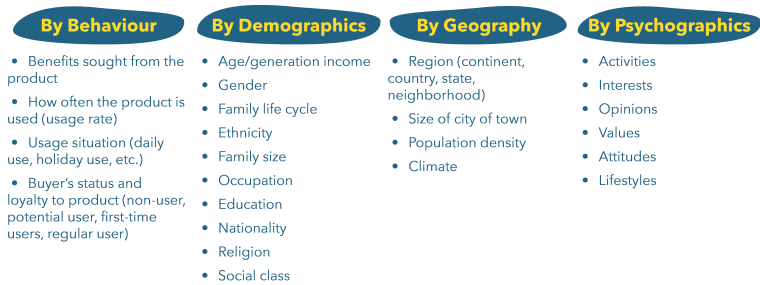 By Behaviour
• Benefits sought from the
product
• How often the product is
used (usage rate)
• Usage situation (daily
use, holiday use, etc.)
• Buyer’s status and
loyalty to product (non-user,
potential user, first-time
users, regular user)
By Demographics
• Age/generation income
• Gender
• Family life cycle
• Ethnicity
• Family size
• Occupation
• Education
• Nationality
• Religion
• Social class
By Geography
• Region (continent,
country, state,
neighborhood)
• Size of city of town
• Population density
• Climate
By Psychographics
• Activities
• Interests
• Opinions
• Values
• Attitudes
• Lifestyles